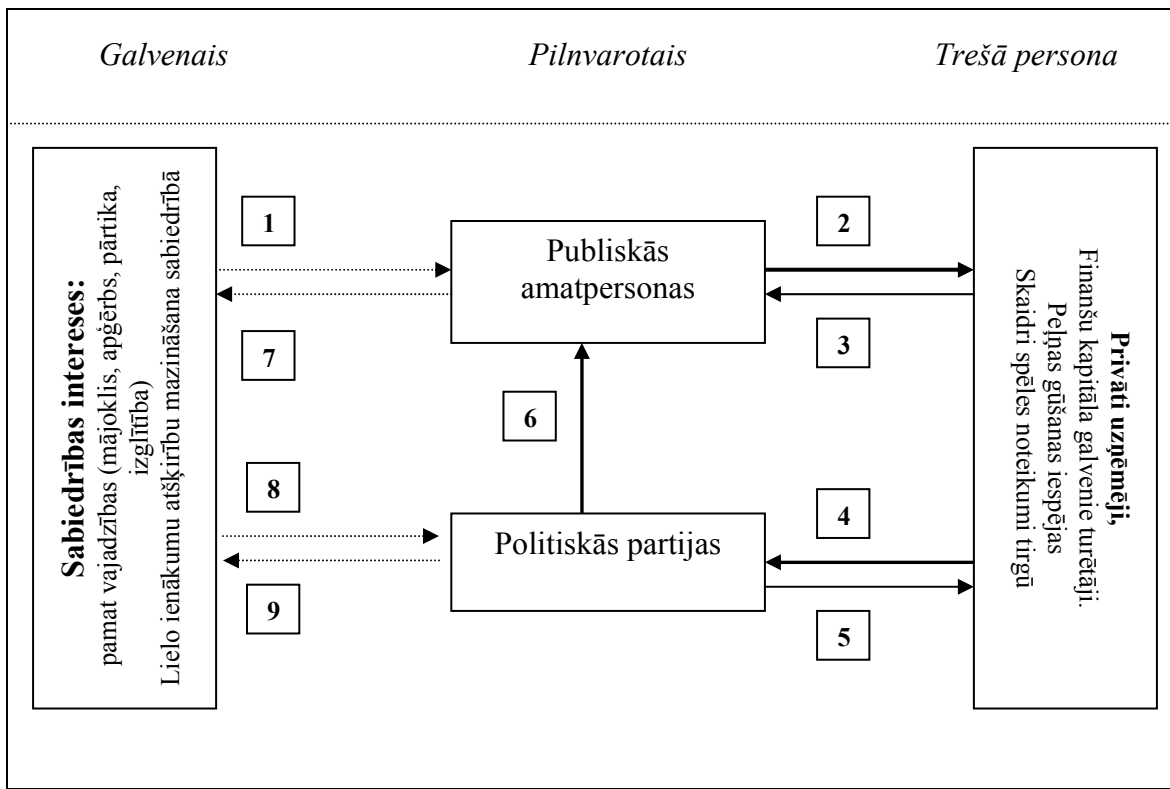 Galvenais
Pilnvarotais
Trešā persona
Sabiedrības intereses:
pamat vajadzības (mājoklis, apģērbs, pārtika,
izglītība)
Lielo ienākumu atšķirību mazināšana sabiedrībā
1
7
8
9
Publiskās
amatpersonas
6
Politiskās partijas
2
3
4
5
Privāti uzņēmēji,
Finanšu kapitāla galvenie turētāji.
Peļņas gūšanas iespējas
Skaidri spēles noteikumi tirgū